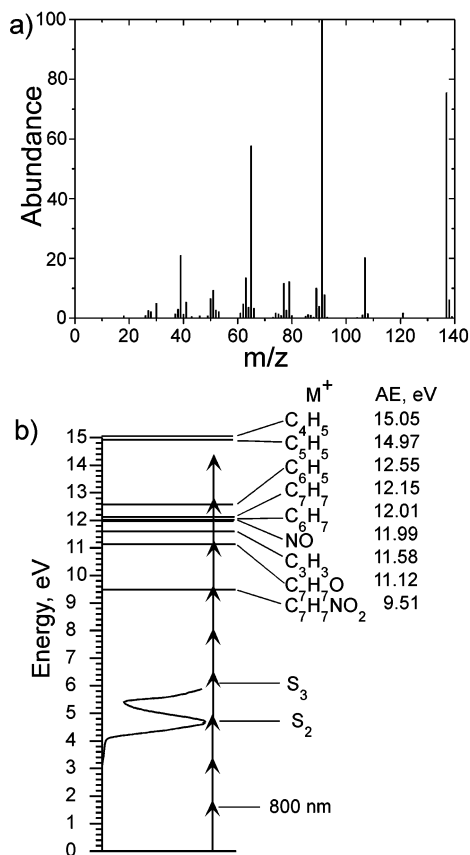 a)
100
80
60
40
20
0
Abundance
0 20 40 60 80 100 120 140
m/z
M+ AE, eV
b)
C4H5 15.05
C5H5 14.97
C6H5 12.55
C7H7 12.15
C6H7 12.01
NO 11.99
C3H3 11.58
C7H7O 11.12
C7H7NO2 9.51
15
14
13
12
11
10
9
8
7
6
5
4
3
2
1
0
Energy, eV
S3
S2
800 nm